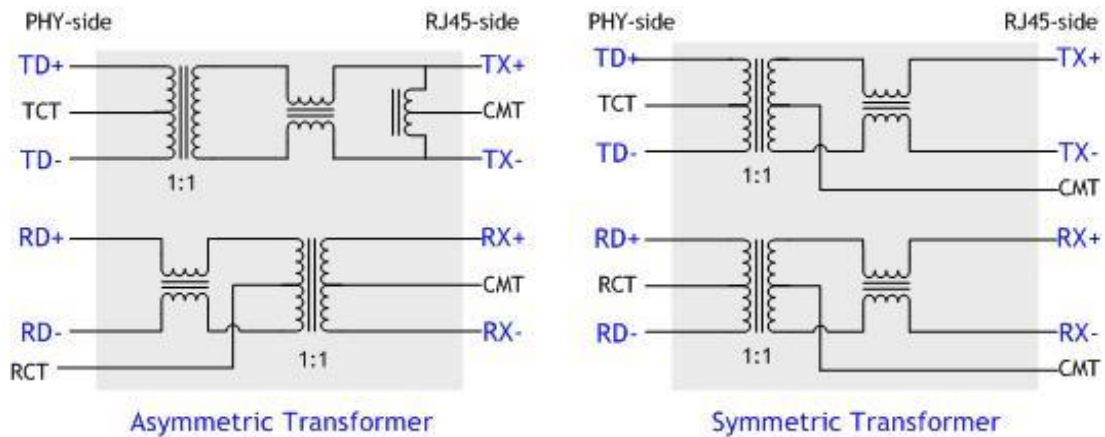 PHY-side
RJ45-side
TD+
TX+
TCT
CMT
TD-
TX-
1:1
RD+
RX+
CMT
RD-
RX-
RCT
1:1
Asymmetric Transformer
PHY-side
RJ45-side
TD+
TX+
TCT
TD-
TX-
1:1
CMT
RD+
RX+
RCT
RD-
RX-
1:1
CMT
Symmetric Transformer